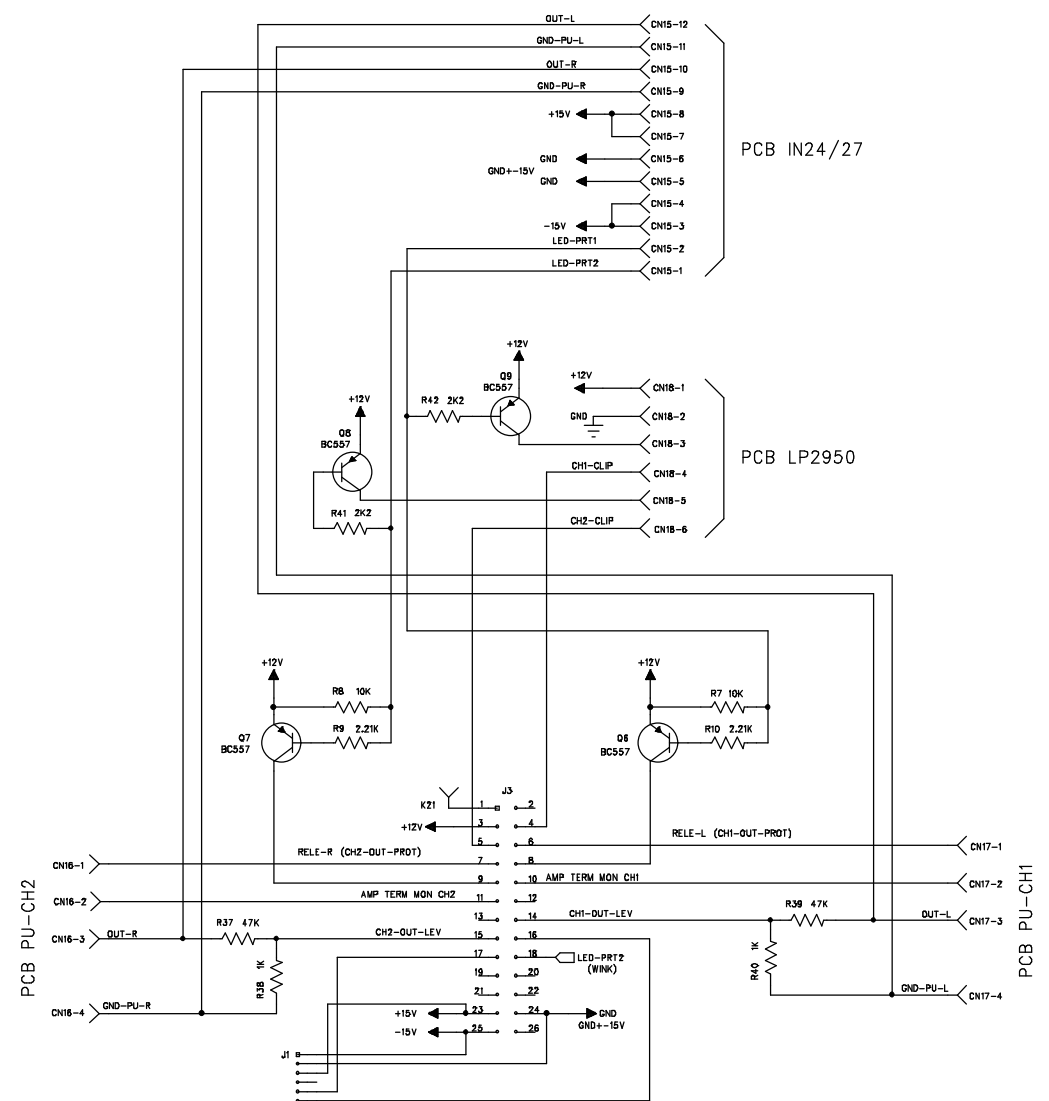 OUT-L
CN15-12
GND-PU-L
CN15-11
OUT-R
CN15-10
GND-PU-R
CN15-9
+15V
CN15-8
CN15-7
PCB IN24/27
GND
CN15-6
GND+-15V
GND
CN15-5
CN15-4
-15V
CN15-3
LED-PRT1
CN15-2
LED-PRT2
CN15-1
+12V
Q9
BC557
+12V
CN18-1
R42 2K2
+12V
GND
CN18-2
Q8
BC557
CN18-3
PCB LP2950
CH1-CLIP
CN18-4
CN18-5
R41 2K2
CH2-CLIP
CN18-6
+12V
+12V
R8 10K
R7 10K
R9 2.21K
R10 2.21K
Q7
BC557
Q6
BC557
J3
K21
1
2
+12V
3
4
RELE-L (CH1-OUT-PROT)
5
6
CN17-1
RELE-R (CH2-OUT-PROT)
CN16-1
7
8
9
10
AMP TERM MON CH1
CN17-2
AMP TERM MON CH2
CN16-2
11
12
R39 47K
13
14
CH1-OUT-LEV
OUT-L
CN17-3
R37 47K
CN16-3
OUT-R
CH2-OUT-LEV
15
16
PCB PU-CH2
PCB PU-CH1
R38 1K
R40 1K
17
18
LED-PRT2
(WINK)
19
20
21
22
GND-PU-L
CN17-4
CN16-4
GND-PU-R
+15V
23
24
GND
GND+-15V
-15V
25
26
J1